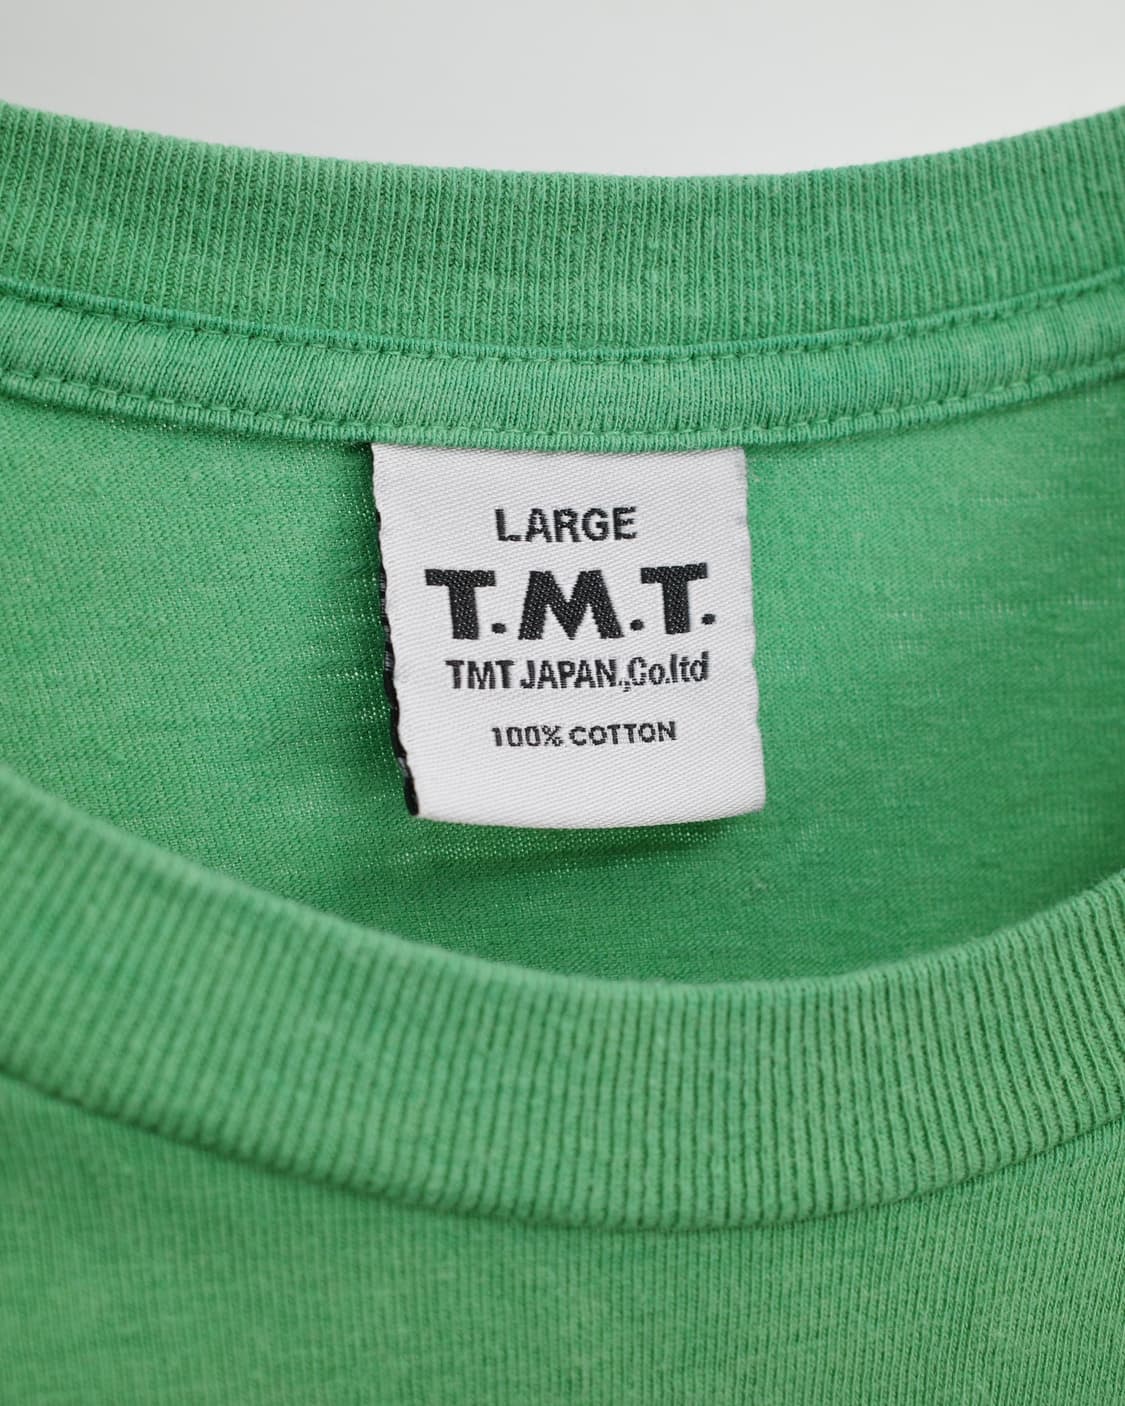 LARGE
T.M.T.
TMT JAPAN.,Co.ltd
100% COTTON